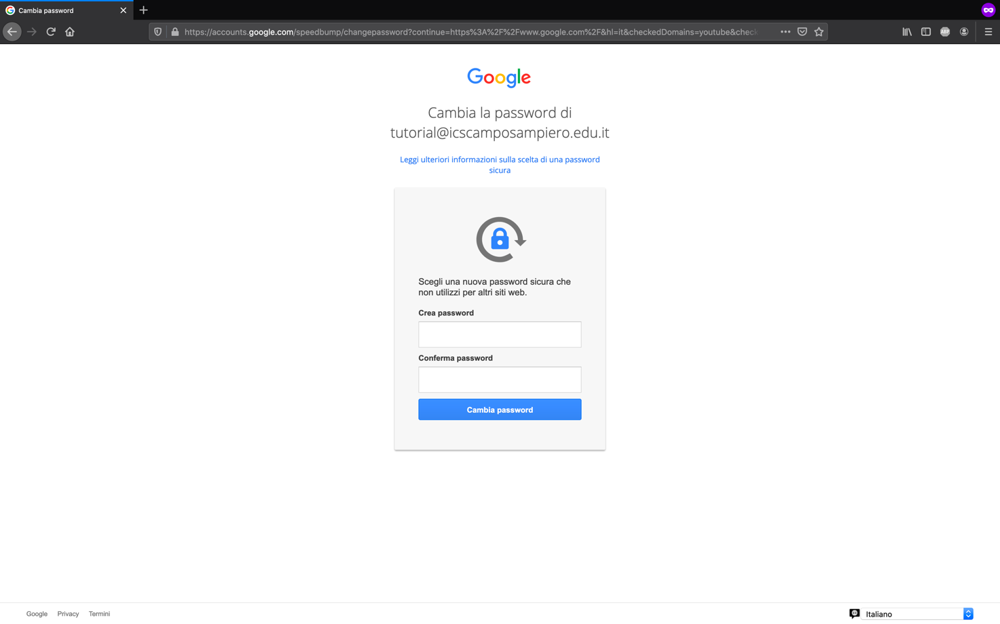 Cambia password
https://accounts.google.com/speedbump/changepassword?continue=https%3A%2F%2Fwww.google.com%2F&hl=it&checkedDomains=youtube&check
ABP
Google
Cambia la password di
tutorial@icscamposampiero.edu.it
Leggi ulteriori informazioni sulla scelta di una password
sicura
Scegli una nuova password sicura che
non utilizzi per altri siti web.
Crea password
Conferma password
Cambia password
Google Privacy Termini
Italiano